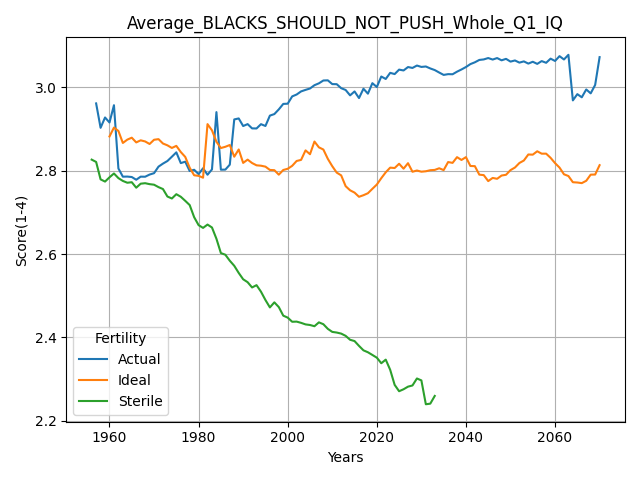 Average_BLACKS_SHOULD_NOT_PUSH_Whole_Q1_IQ
3.0
2.8
2.6
2.4
2.2
Score(1-4)
Fertility
Actual
Ideal
Sterile
1960 1980 2000 2020 2040 2060
Years